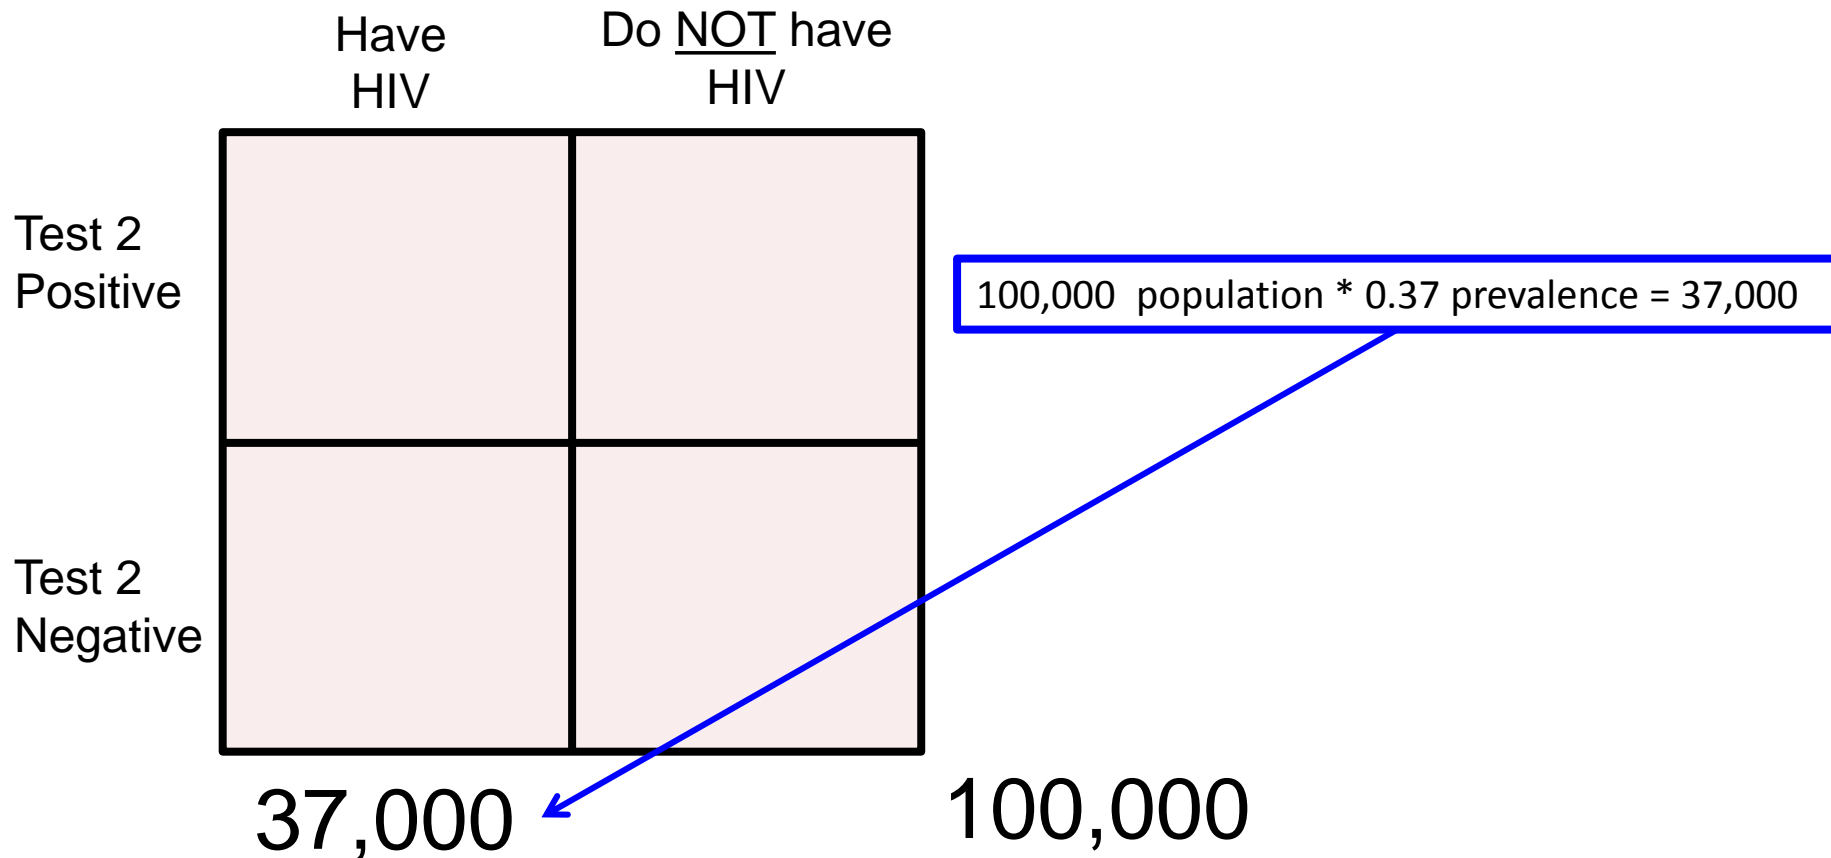 Have
HIV
Do NOT have
HIV
Test 2
Positive
100,000 population * 0.37 prevalence = 37,000
Test 2
Negative
37,000
100,000